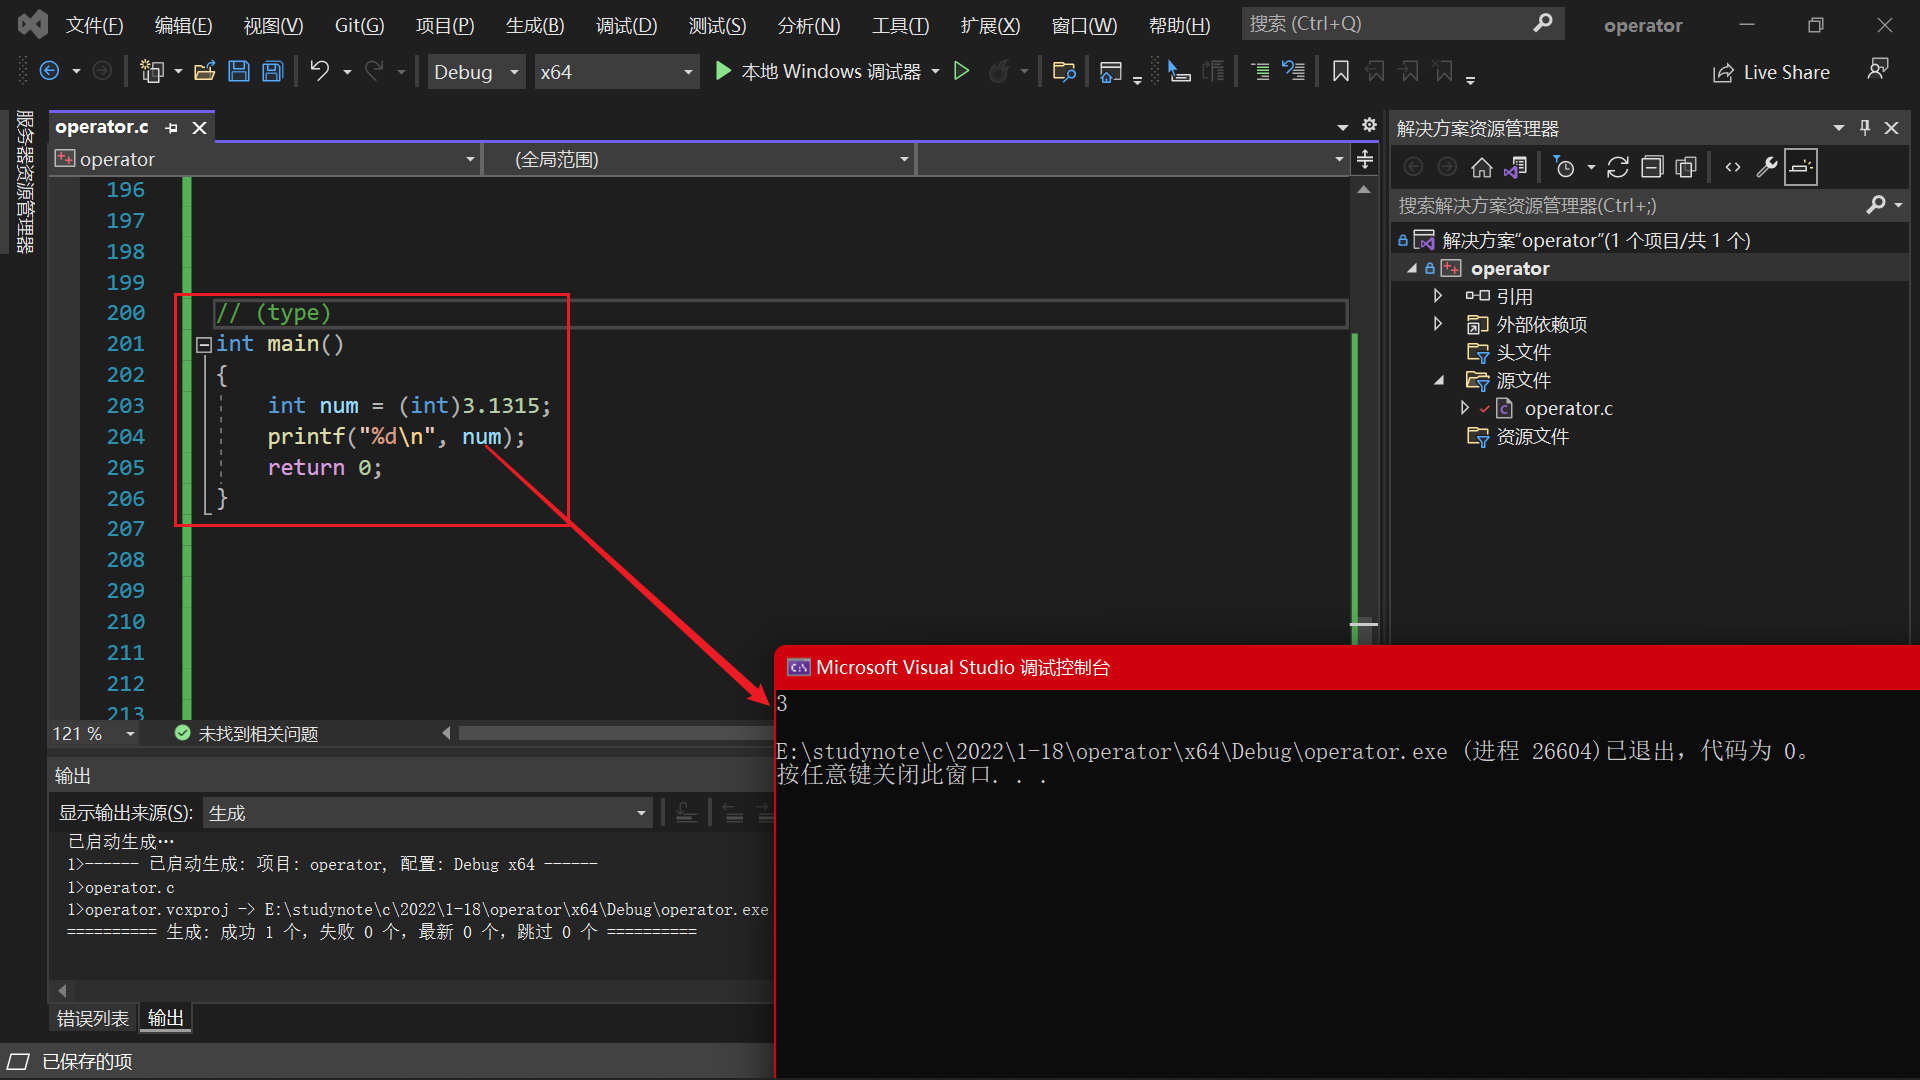 文件(F) 编辑(E) 视图(V) Git(G) 项目(P) 生成(B) 调试(D) 测试(S) 分析(N) 工具(T) 扩展(X) 窗口(W) 帮助(H) 搜索 (Ctrl+Q) operator
Debug x64 本地 Windows 调试器 Live Share
服务器资源管理器
operator.c
operator (全局范围)
196
197
198
199
200 // (type)
201 int main()
202 {
203 int num = (int)3.1315;
204 printf("%d\n", num);
205 return 0;
206 }
207
208
209
210
211
212
213
121 % 未找到相关问题
输出
显示输出来源(S): 生成
已启动生成…
1>------ 已启动生成: 项目: operator, 配置: Debug x64 ------
1>operator.c
1>operator.vcxproj -> E:\studynote\c\2022\1-18\operator\x64\Debug\operator.exe
========== 生成: 成功 1 个，失败 0 个，最新 0 个，跳过 0 个 ==========
错误列表 输出
已保存的项
解决方案资源管理器
搜索解决方案资源管理器(Ctrl+;)
解决方案“operator”(1 个项目/共 1 个)
operator
引用
外部依赖项
头文件
源文件
operator.c
资源文件
C:\ Microsoft Visual Studio 调试控制台
3
E:\studynote\c\2022\1-18\operator\x64\Debug\operator.exe (进程 26604)已退出，代码为 0。
按任意键关闭此窗口. . .